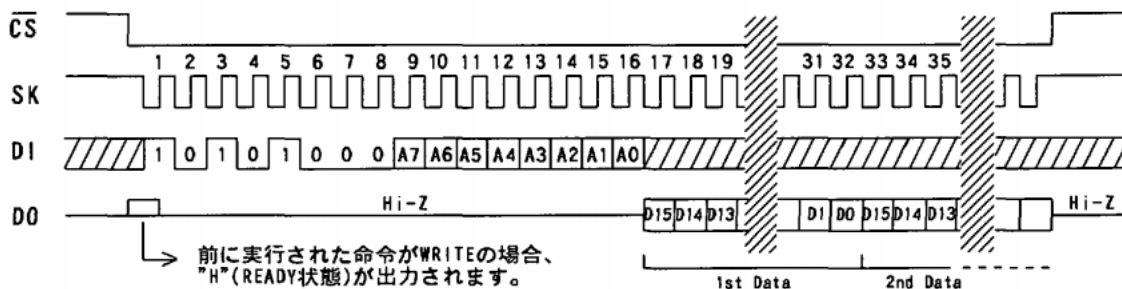 CS
1 2 3 4 5 6 7 8 9 10 11 12 13 14 15 16 17 18 19 31 32 33 34 35
SK
DI 1 0 1 0 1 0 0 0 A7 A6 A5 A4 A3 A2 A1 A0
DO Hi-Z D15 D14 D13 D1 D0 D15 D14 D13 Hi-Z
前に実行された命令がWRITEの場合、
"H"(READY状態)が出力されます。
1st Data 2nd Data